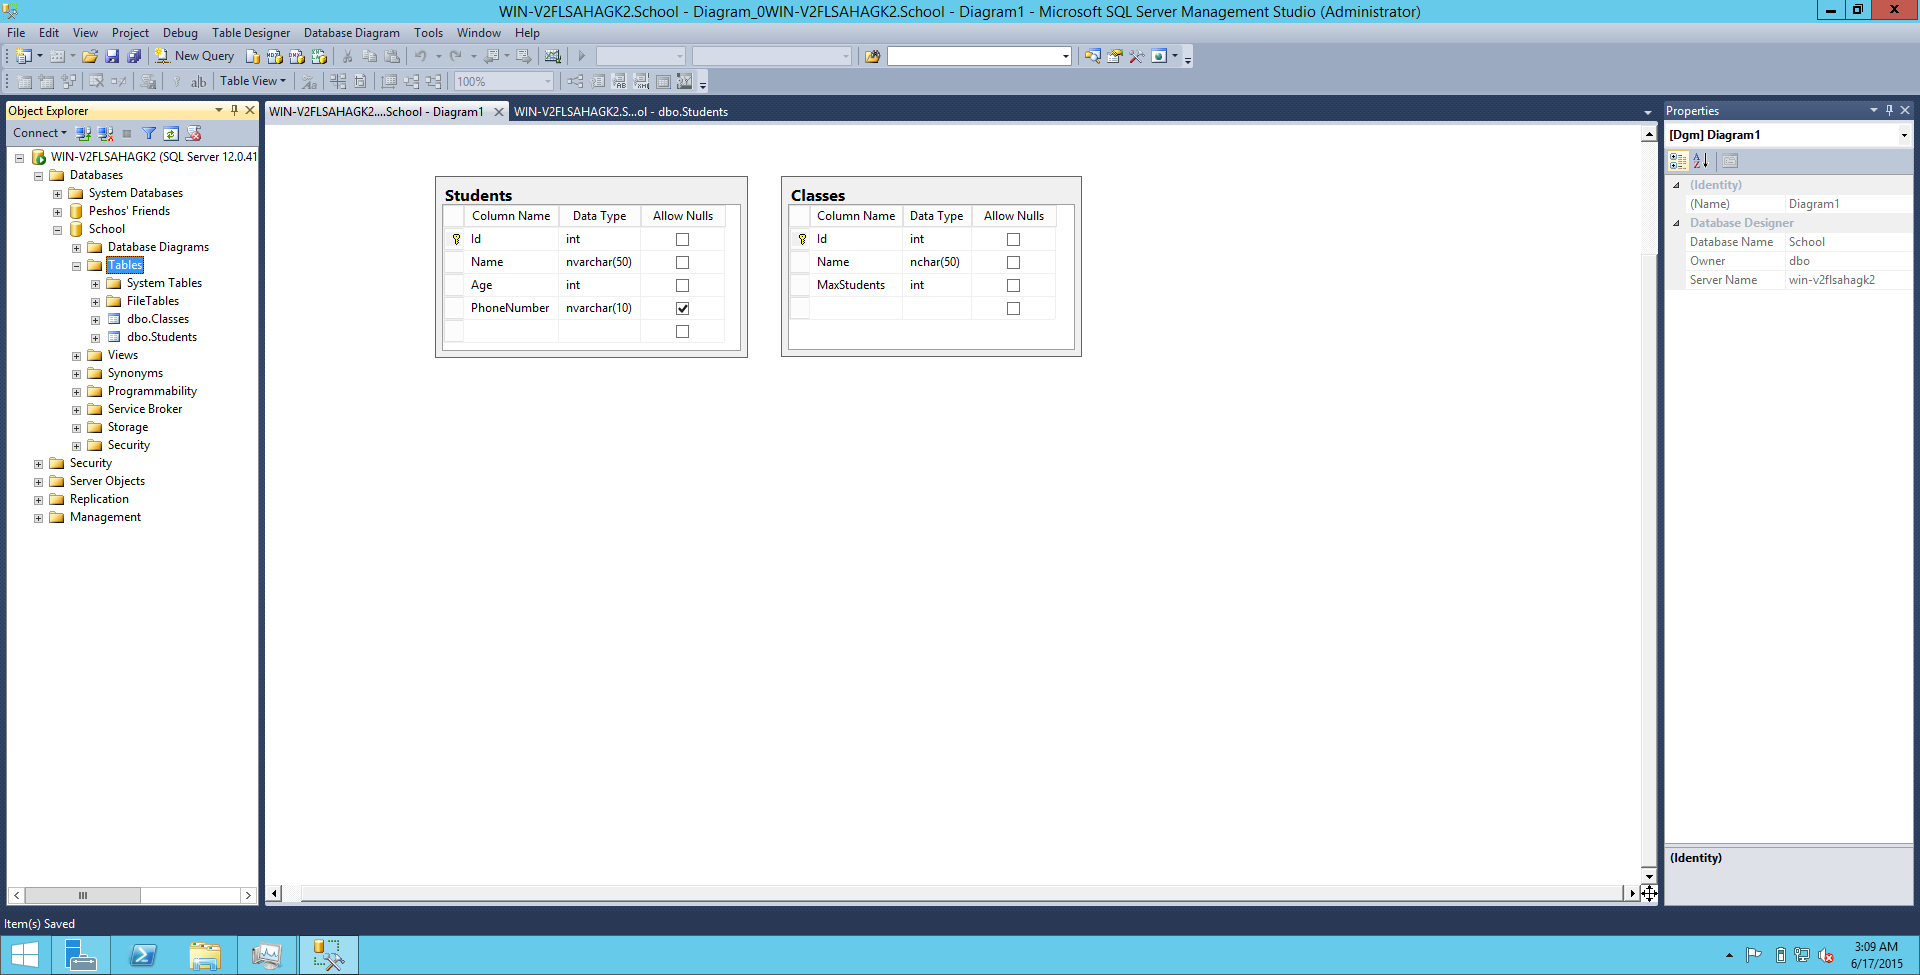 WIN-V2FLSAHAGK2.School - Diagram_0WIN-V2FLSAHAGK2.School - Diagram1 - Microsoft SQL Server Management Studio (Administrator)
File Edit View Project Debug Table Designer Database Diagram Tools Window Help
New Query
Table View 100%
Object Explorer
WIN-V2FLSAHAGK2....School - Diagram1 WIN-V2FLSAHAGK2.S...ol - dbo.Students
Properties
Connect
[Dgm] Diagram1
WIN-V2FLSAHAGK2 (SQL Server 12.0.41
Databases
System Databases
Peshos' Friends
School
Database Diagrams
Tables
System Tables
FileTables
dbo.Classes
dbo.Students
Views
Synonyms
Programmability
Service Broker
Storage
Security
Security
Server Objects
Replication
Management
Students
Column Name Data Type Allow Nulls
Id int
Name nvarchar(50)
Age int
PhoneNumber nvarchar(10)
Classes
Column Name Data Type Allow Nulls
Id int
Name nchar(50)
MaxStudents int
(Identity)
(Name) Diagram1
Database Designer
Database Name School
Owner dbo
Server Name win-v2flsahagk2
(Identity)
Item(s) Saved
3:09 AM
6/17/2015